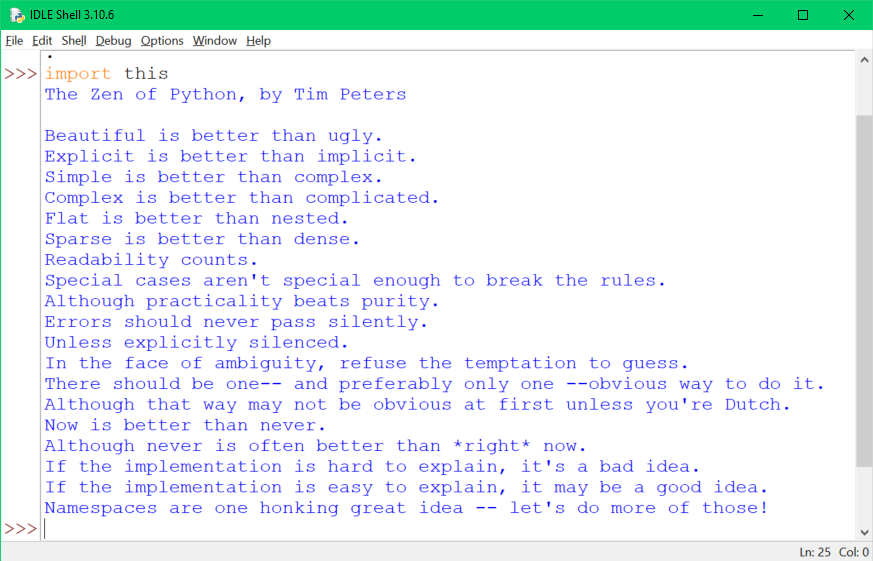 IDLE Shell 3.10.6
File Edit Shell Debug Options Window Help
>>> import this
The Zen of Python, by Tim Peters

Beautiful is better than ugly.
Explicit is better than implicit.
Simple is better than complex.
Complex is better than complicated.
Flat is better than nested.
Sparse is better than dense.
Readability counts.
Special cases aren't special enough to break the rules.
Although practicality beats purity.
Errors should never pass silently.
Unless explicitly silenced.
In the face of ambiguity, refuse the temptation to guess.
There should be one-- and preferably only one --obvious way to do it.
Although that way may not be obvious at first unless you're Dutch.
Now is better than never.
Although never is often better than *right* now.
If the implementation is hard to explain, it's a bad idea.
If the implementation is easy to explain, it may be a good idea.
Namespaces are one honking great idea -- let's do more of those!
>>>
Ln: 25 Col: 0